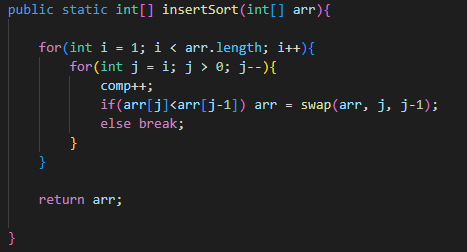 public static int[] insertSort(int[] arr){
for(int i = 1; i < arr.length; i++){
for(int j = i; j > 0; j--){
comp++;
if(arr[j]<arr[j-1]) arr = swap(arr, j, j-1);
else break;
}
}
return arr;
}